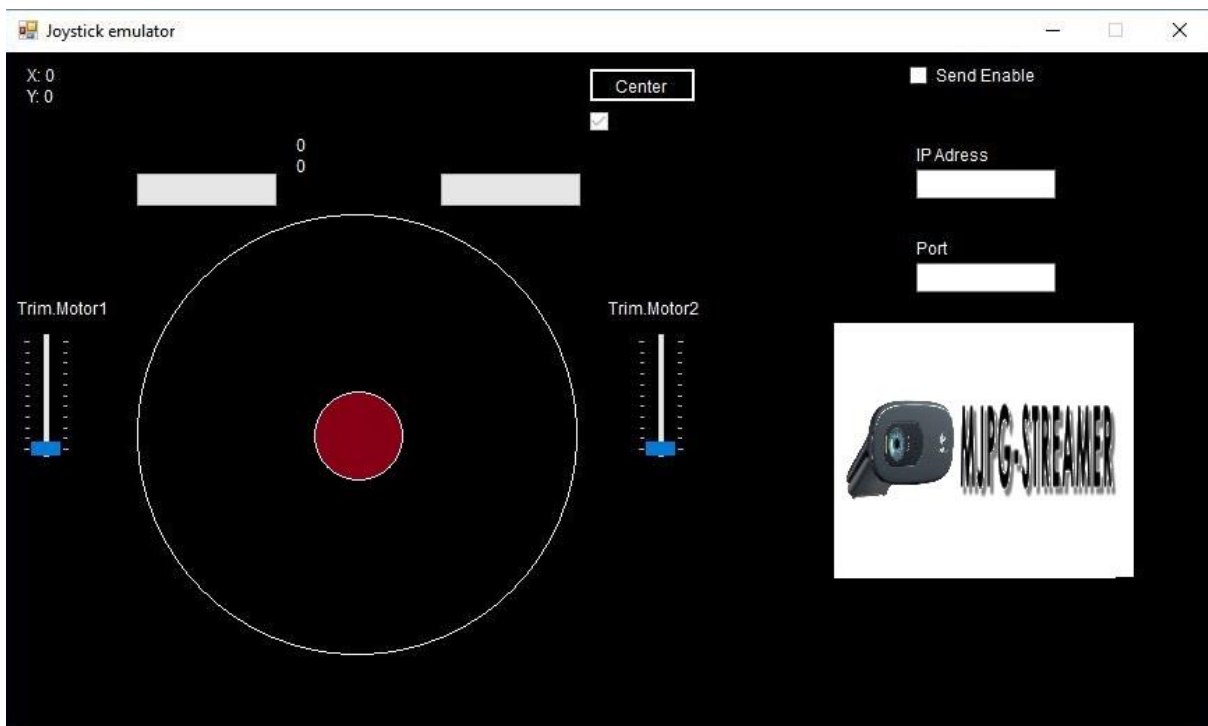 Joystick emulator
X: 0
Y: 0
Center
Send Enable
0
0
IP Adress
Port
Trim.Motor1
Trim.Motor2
MJPG-STREAMER